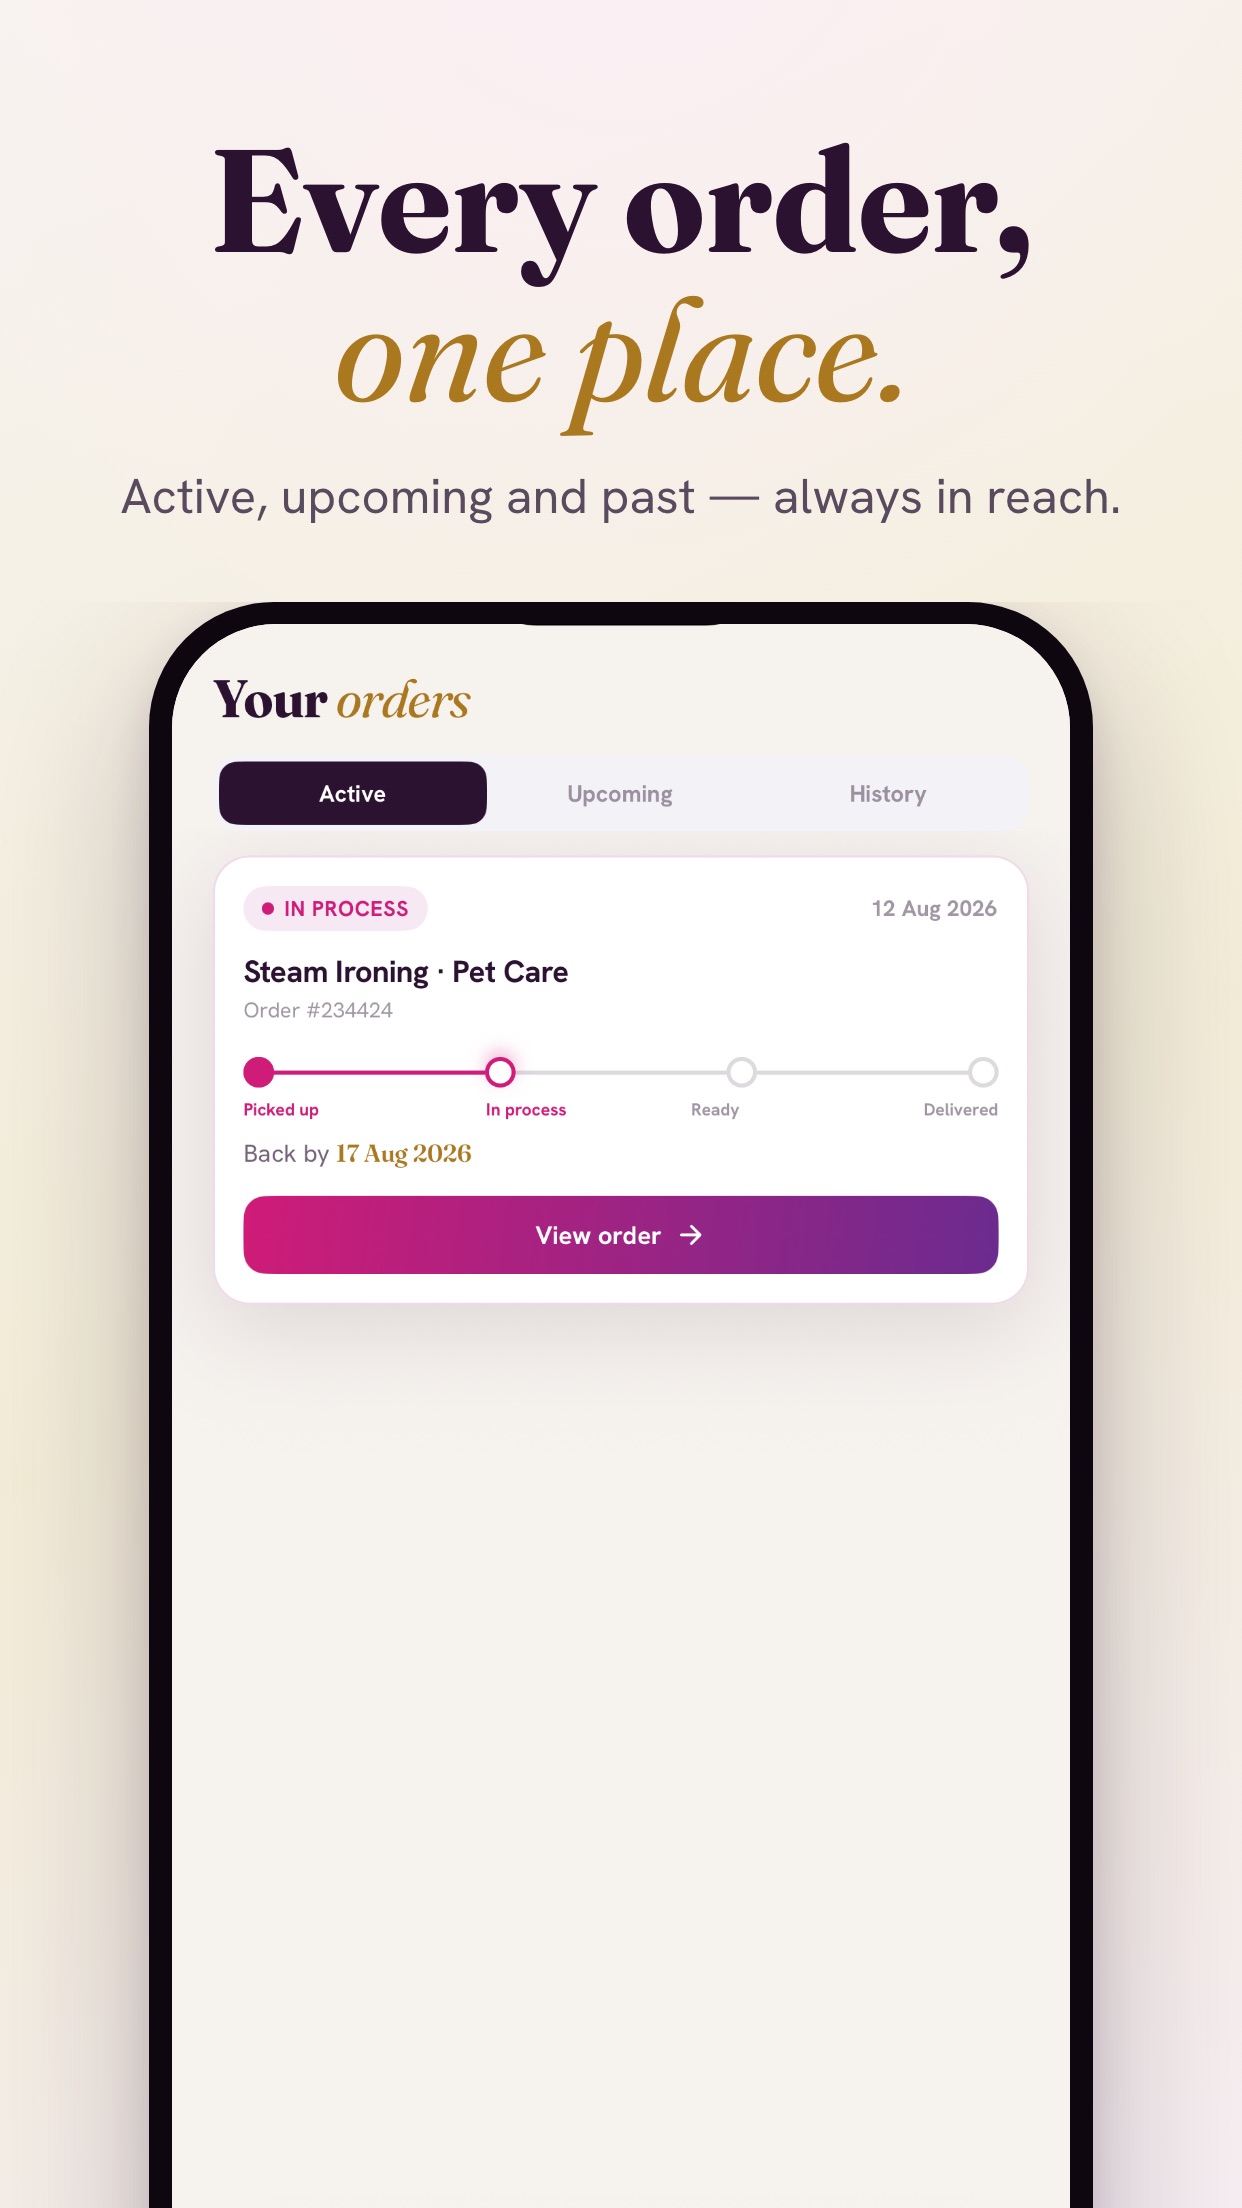 Every order,
one place.
Active, upcoming and past — always in reach.
Your orders
Active Upcoming History
IN PROCESS 12 Aug 2026
Steam Ironing · Pet Care
Order #234424
Picked up In process Ready Delivered
Back by 17 Aug 2026
View order →